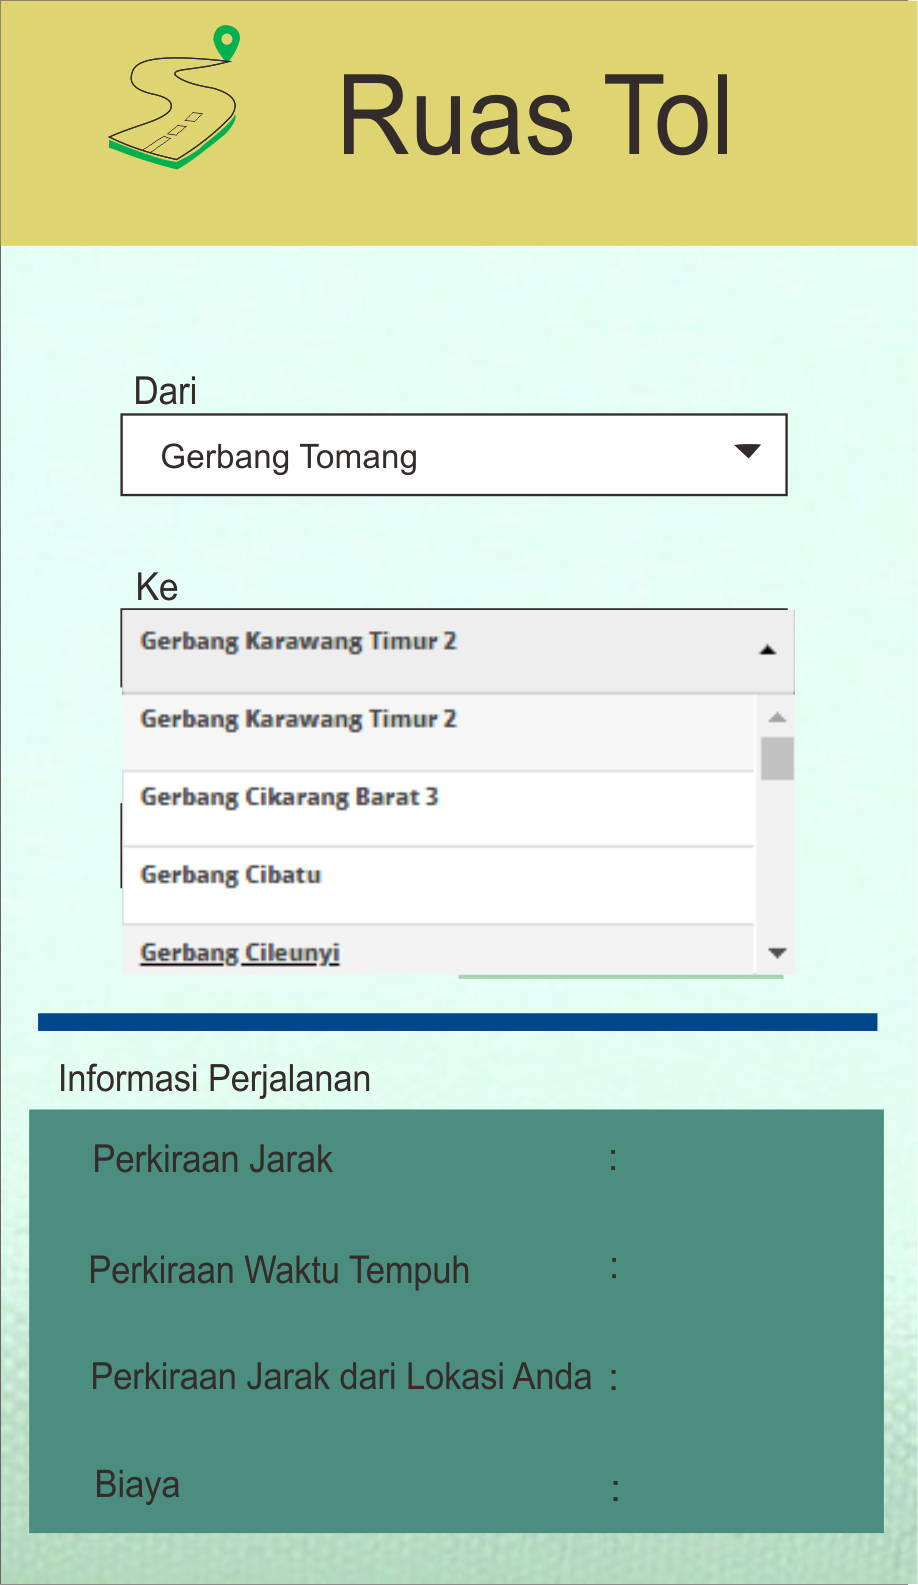 Ruas Tol
Dari
Gerbang Tomang
Ke
Gerbang Karawang Timur 2
Gerbang Karawang Timur 2
Gerbang Cikarang Barat 3
Gerbang Cibatu
Gerbang Cileunyi
Informasi Perjalanan
Perkiraan Jarak :
Perkiraan Waktu Tempuh :
Perkiraan Jarak dari Lokasi Anda :
Biaya :